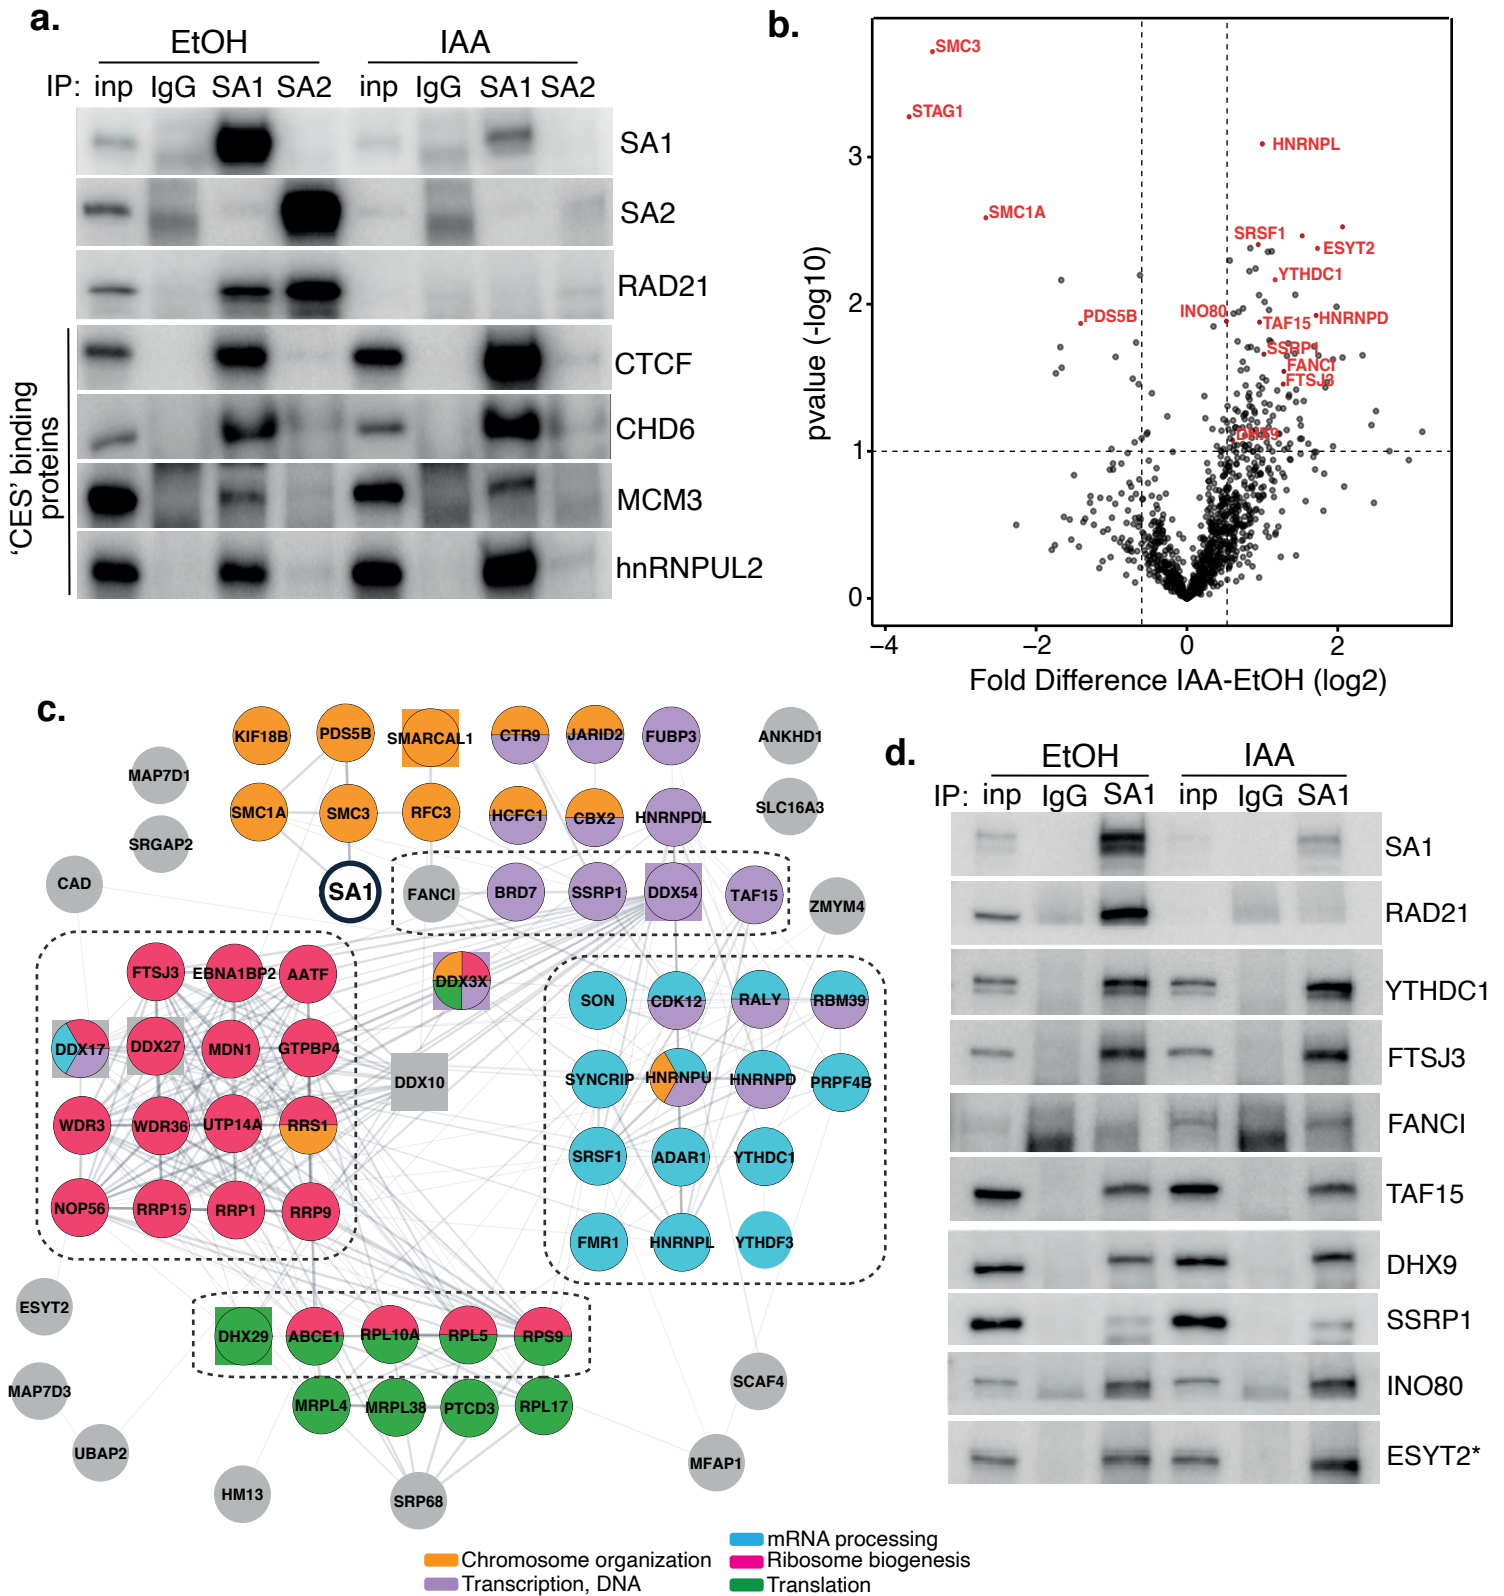 a.
EtOH IAA
IP: inp IgG SA1 SA2 inp IgG SA1 SA2
SA1
SA2
RAD21
CTCF
CHD6
MCM3
hnRNPUL2
'CES' binding
proteins
b.
SMC3
STAG1
HNRNPL
SMC1A
SRSF1
ESYT2
YTHDC1
PDS5B
INO80
TAF15
HNRNPD
SSRP1
FANCI
FTSJ3
DHX9
3
2
1
0
−4 −2 0 2
pvalue (-log10)
Fold Difference IAA-EtOH (log2)
c.
KIF18B PDS5B SMARCAL1 CTR9 JARID2 FUBP3 ANKHD1
MAP7D1
SMC1A SMC3 RFC3 HCFC1 CBX2 HNRNPDL SLC16A3
SRGAP2
CAD SA1 FANCI BRD7 SSRP1 DDX54 TAF15 ZMYM4
FTSJ3 EBNA1BP2 AATF DDX3X SON CDK12 RALY RBM39
DDX17 DDX27 MDN1 GTPBP4 DDX10 SYNCRIP HNRNPU HNRNPD PRPF4B
WDR3 WDR36 UTP14A RRS1 SRSF1 ADAR1 YTHDC1
NOP56 RRP15 RRP1 RRP9 FMR1 HNRNPL YTHDF3
ESYT2
DHX29 ABCE1 RPL10A RPL5 RPS9
MAP7D3 MRPL4 MRPL38 PTCD3 RPL17 SCAF4
UBAP2 HM13 SRP68 MFAP1
Chromosome organization
Transcription, DNA
mRNA processing
Ribosome biogenesis
Translation
d.
EtOH IAA
IP: inp IgG SA1 inp IgG SA1
SA1
RAD21
YTHDC1
FTSJ3
FANCI
TAF15
DHX9
SSRP1
INO80
ESYT2*